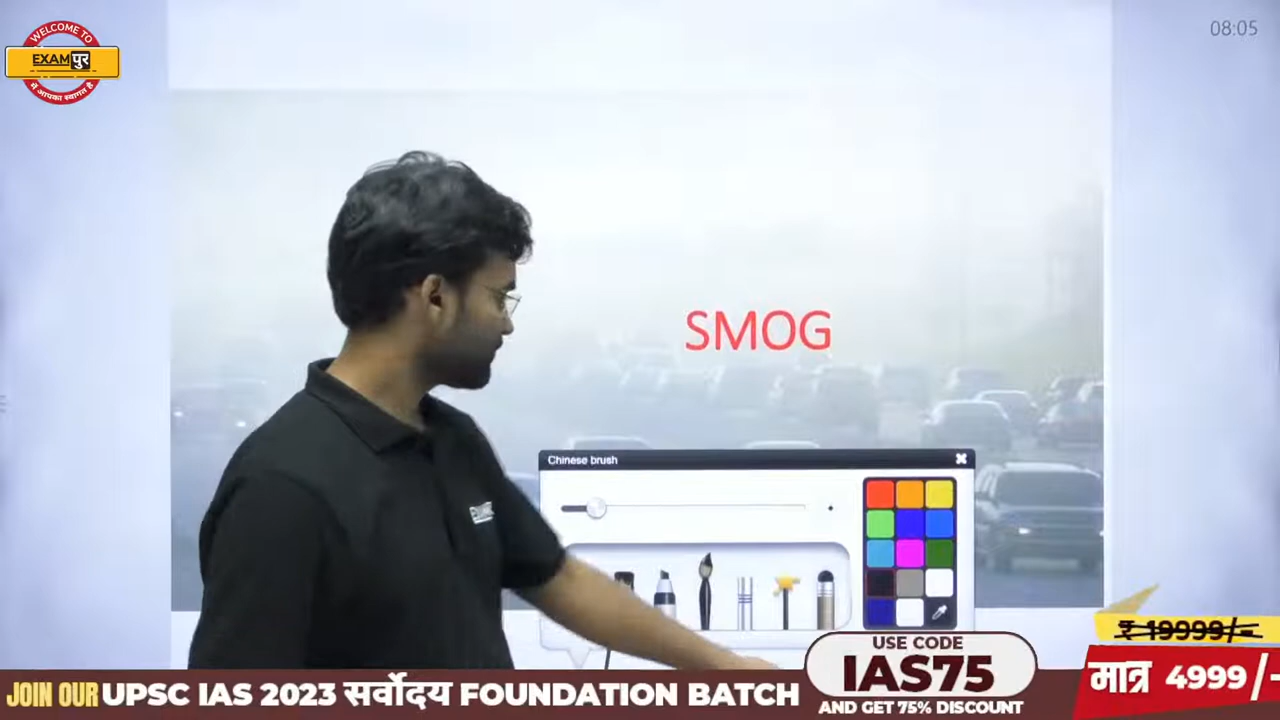 WELCOME TO
EXAMपुर
में आपका स्वागत है
08:05
SMOG
Chinese brush
₹ 19999/-
USE CODE
JOIN OUR UPSC IAS 2023 सर्वोदय FOUNDATION BATCH
IAS75
मात्र 4999/-
AND GET 75% DISCOUNT